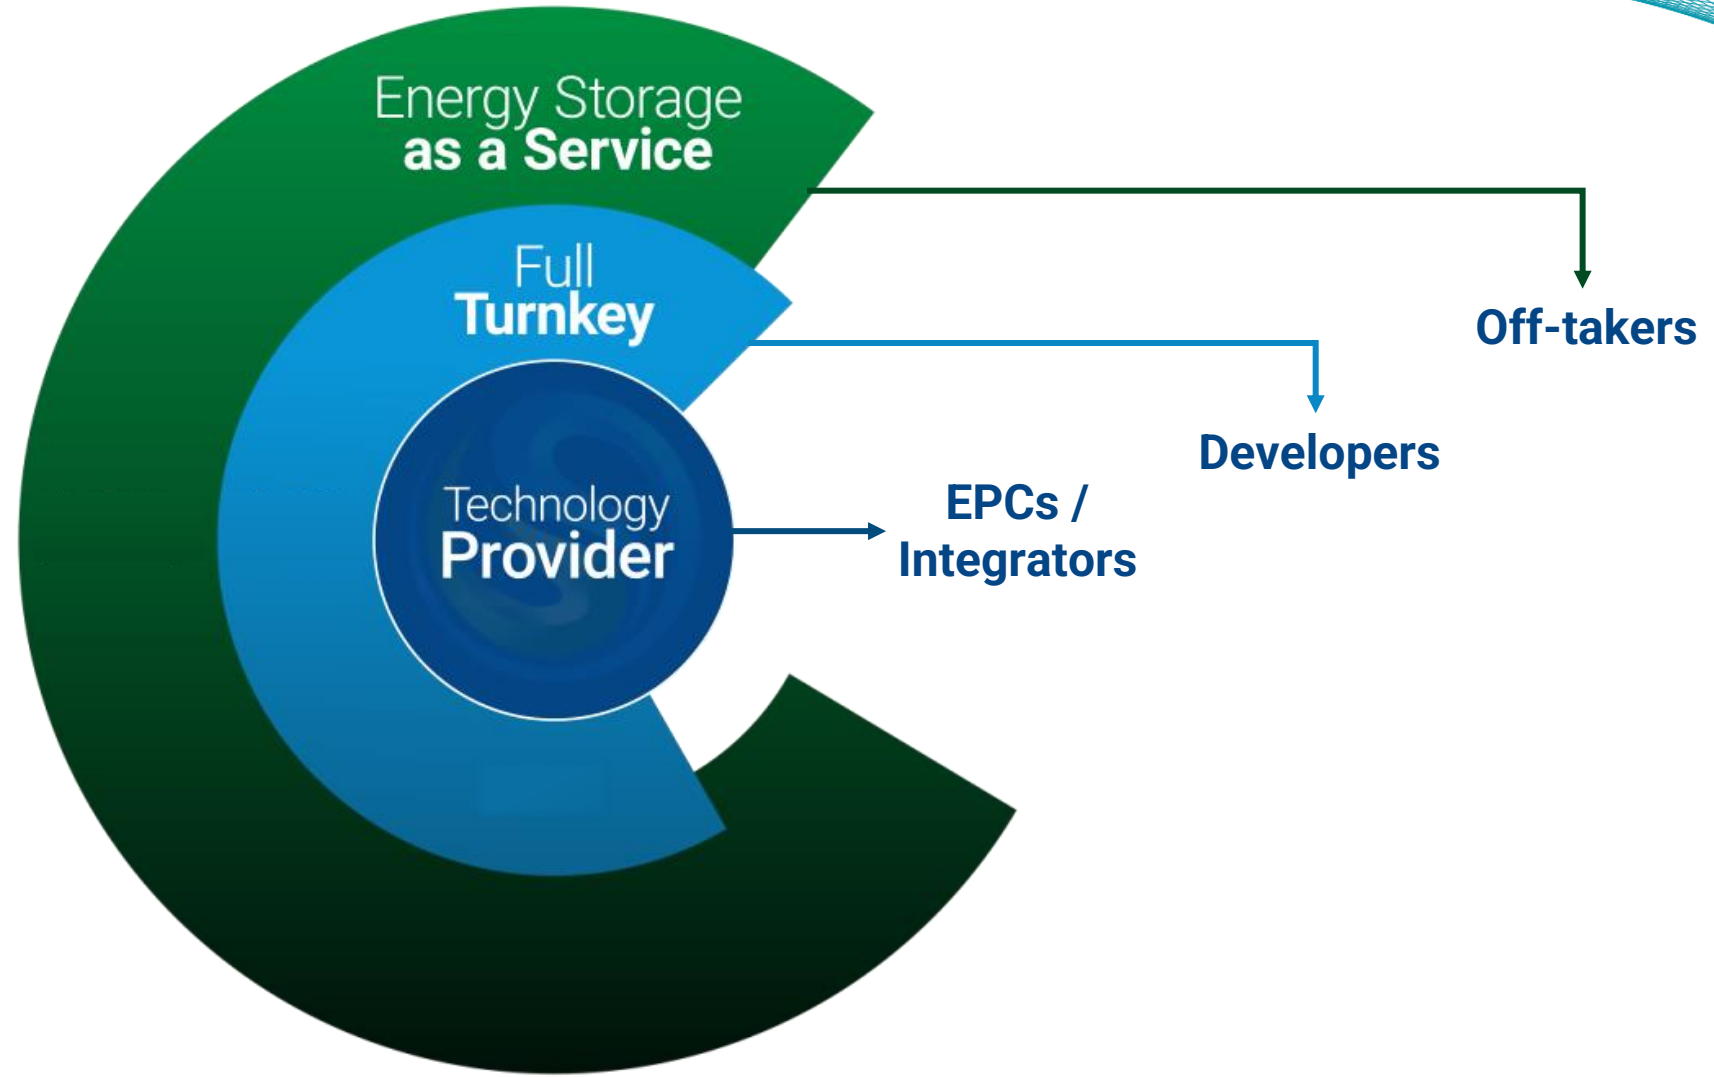 Energy Storage
as a Service
Full
Turnkey
Technology
Provider
Off-takers
Developers
EPCs /
Integrators